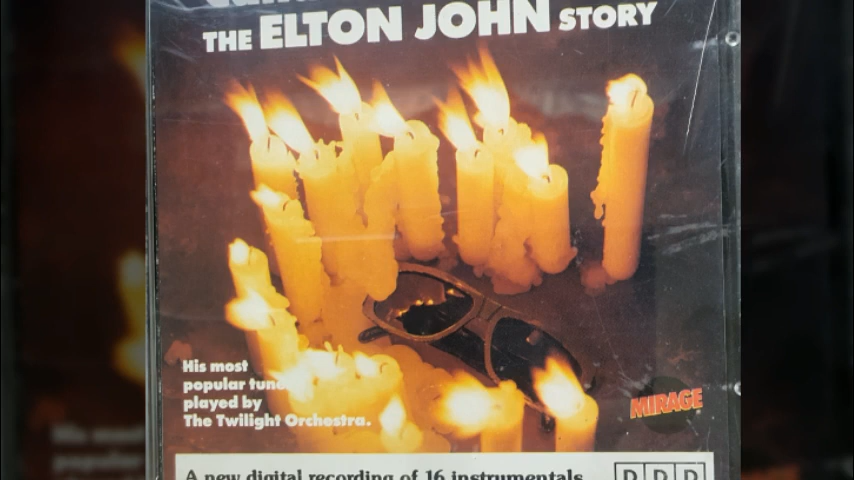 THE ELTON JOHN STORY
His most
popular tunes
played by
The Twilight Orchestra.
MIRAGE
A new digital recording of 16 instrumentals
DDD